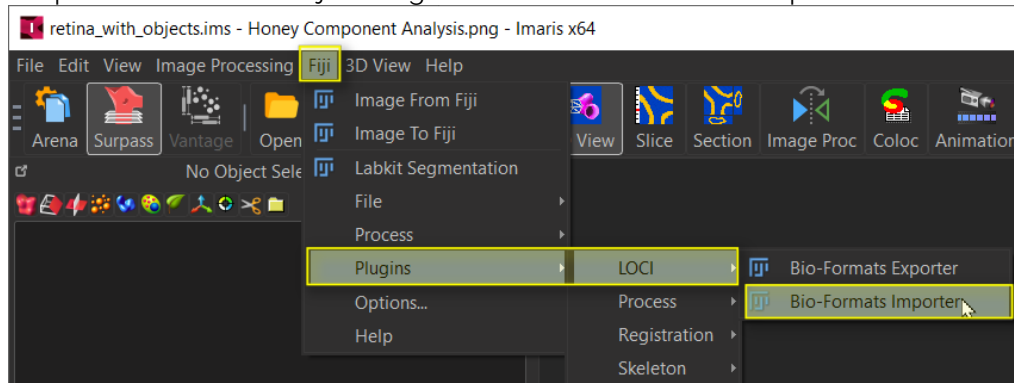 retina_with_objects.ims - Honey Component Analysis.png - Imaris x64
File Edit View Image Processing Fiji 3D View Help
Arena Surpass Vantage Open View Slice Section Image Proc Coloc Animation
Image From Fiji
Image To Fiji
No Object Sele
Labkit Segmentation
File
Process
Plugins
LOCI
Bio-Formats Exporter
Options...
Process
Bio-Formats Importer
Help
Registration
Skeleton